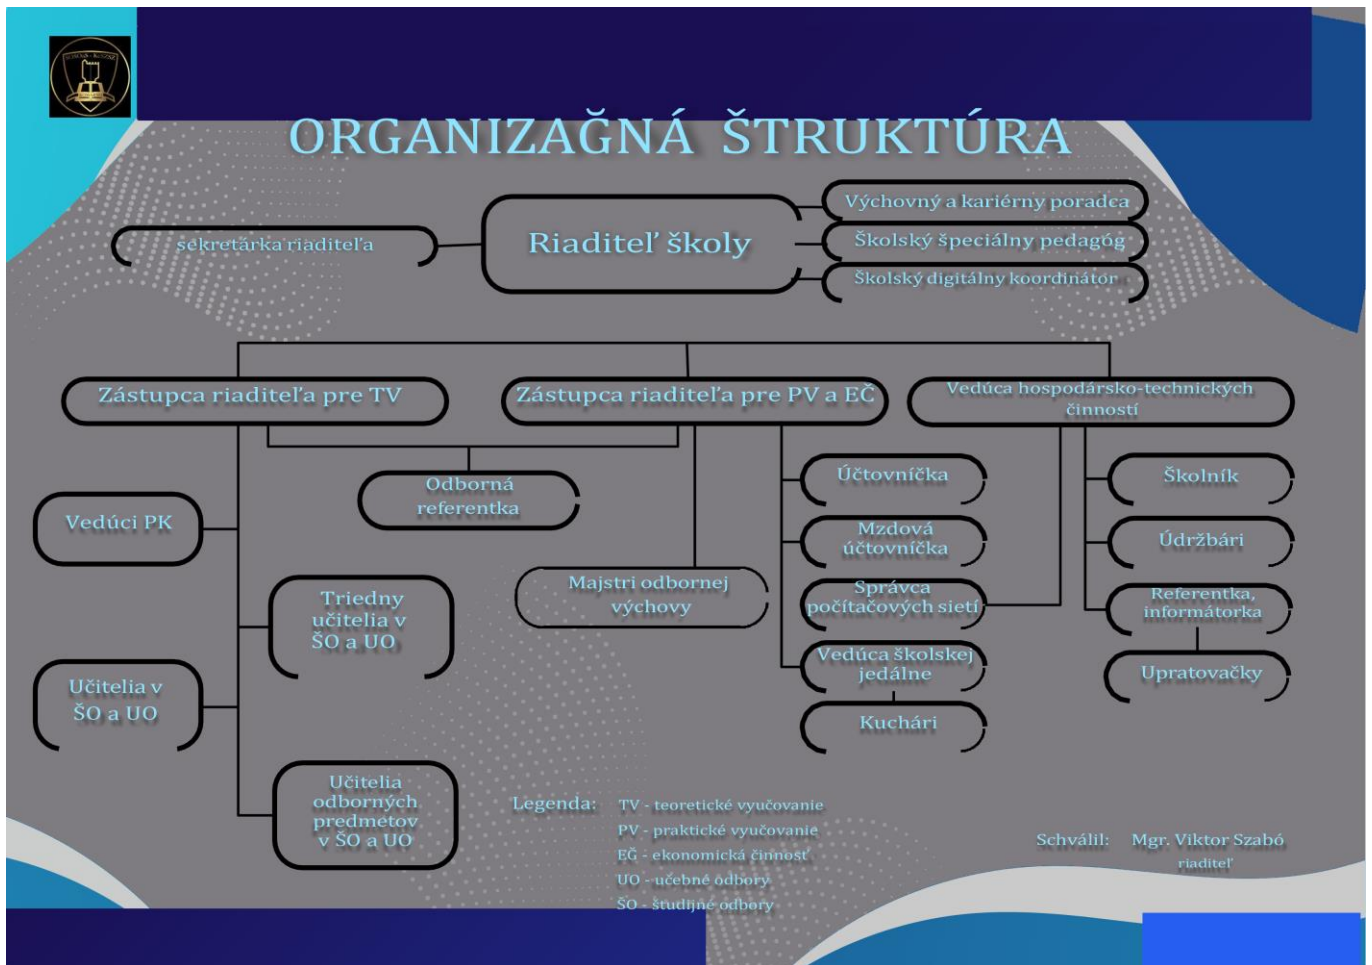 ORGANIZAĞNÁ ŠTRUKTÚRA
Výchovný a kariérny poradca
sekretárka riaditeľa
Riaditeľ školy
Školský špeciálny pedagóg
Školský digitálny koordinátor
Zástupca riaditeľa pre TV
Zástupca riaditeľa pre PV a EČ
Vedúca hospodársko-technických
činností
Odborná
referentka
Účtovníčka
Školník
Vedúci PK
Mzdová
účtovníčka
Údržbári
Majstri odbornej
výchovy
Triedny
učitelia v
ŠO a UO
Správca
počítačových sietí
Referentka,
informátorka
Učitelia v
ŠO a UO
Vedúca školskej
jedálne
Upratovačky
Kuchári
Učitelia
odborných
predmetov
v ŠO a UO
Legenda: TV - teoretické vyučovanie
PV - praktické vyučovanie
EĞ - ekonomická činnosť
UO - učebné odbory
ŠO - študijné odbory
Schválil: Mgr. Viktor Szabó
riaditeľ